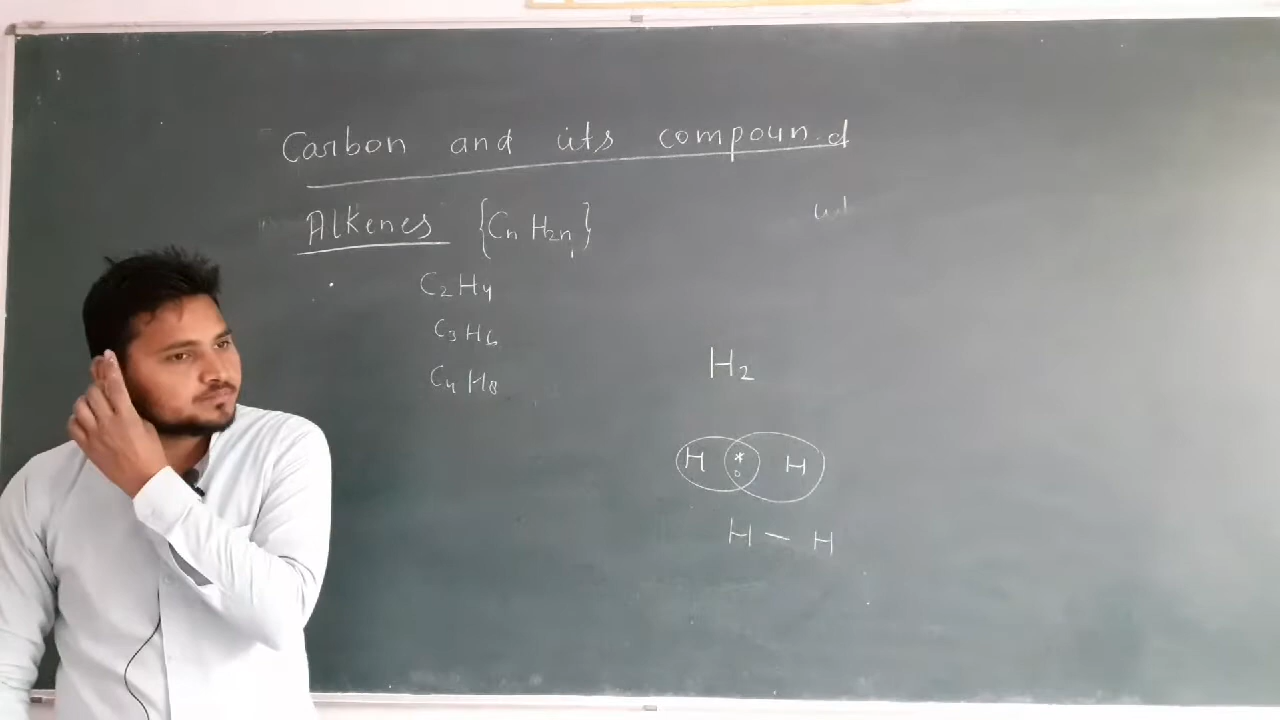 Carbon and its compound
Alkenes {CnH2n}
C2H4
C3H6
C4H8
H2
H * o H
H — H